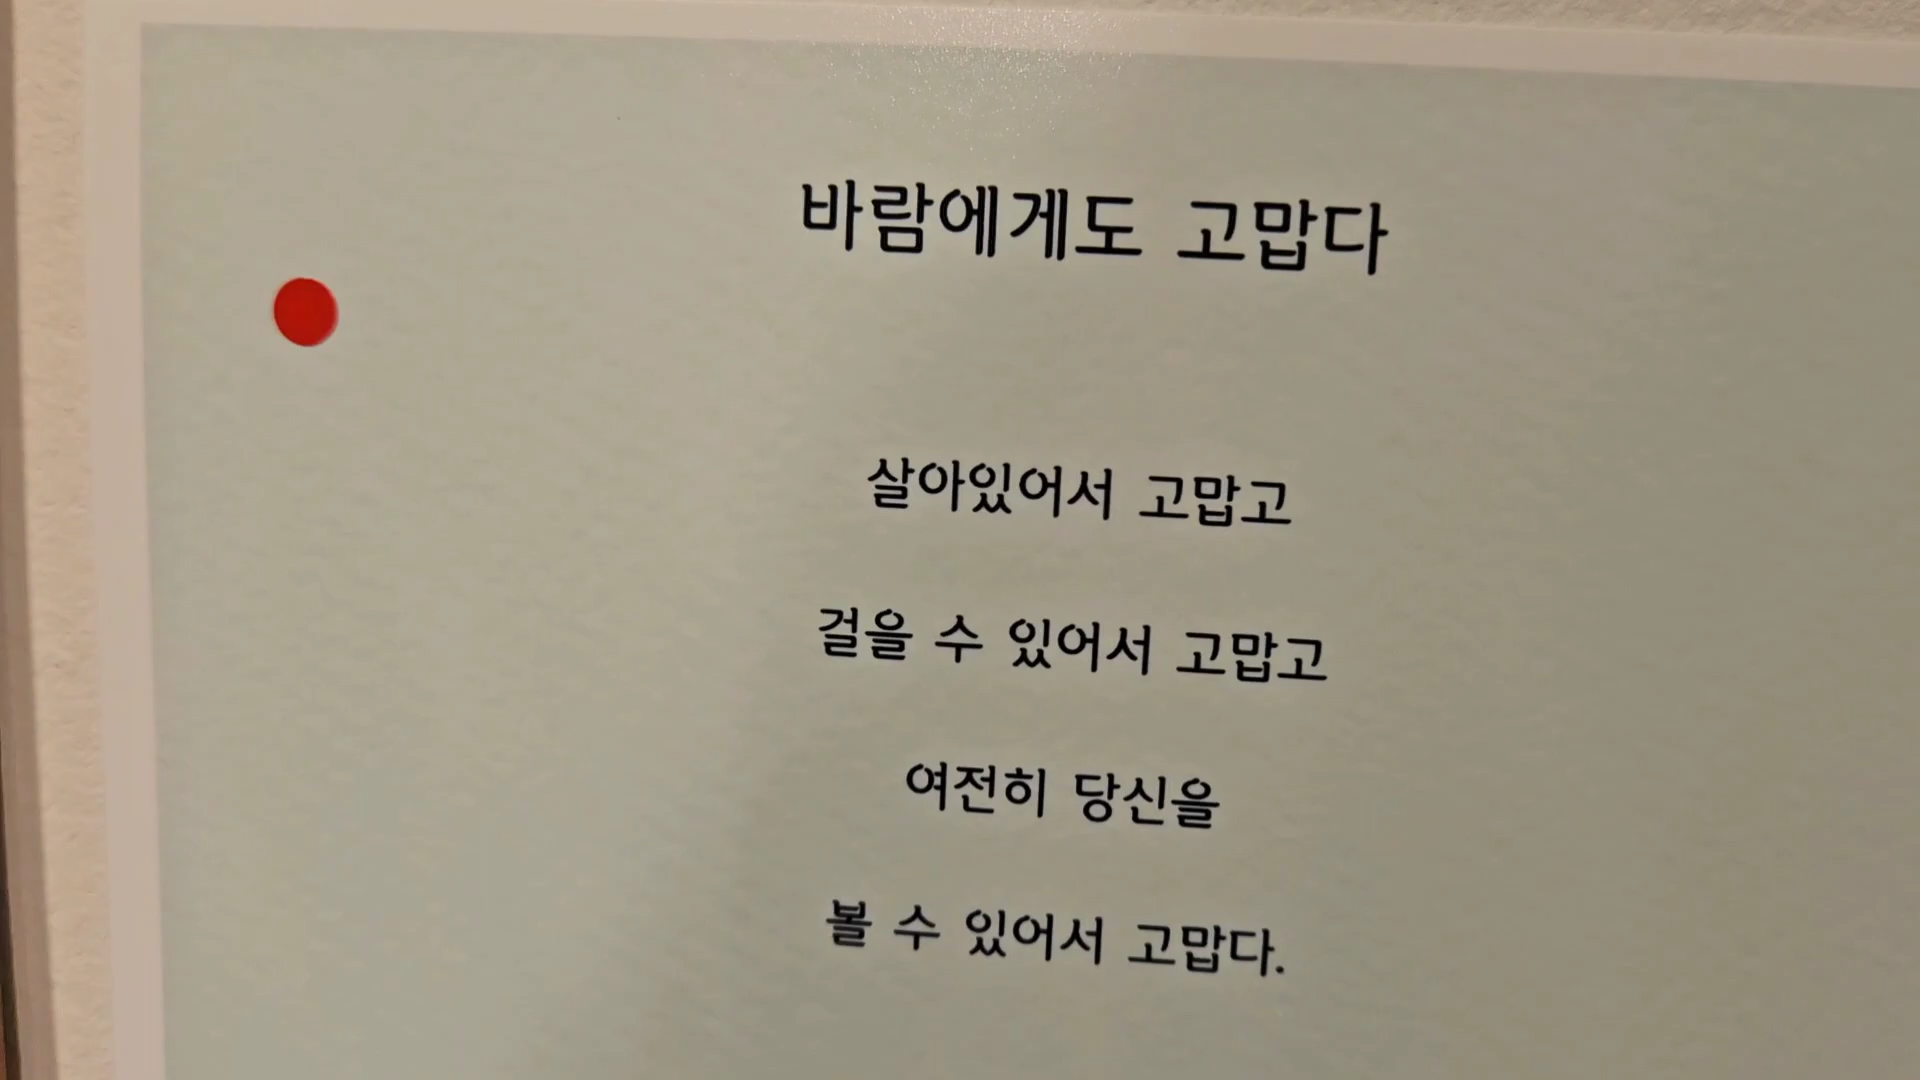 바람에게도 고맙다
살아있어서 고맙고
걸을 수 있어서 고맙고
여전히 당신을
볼 수 있어서 고맙다.